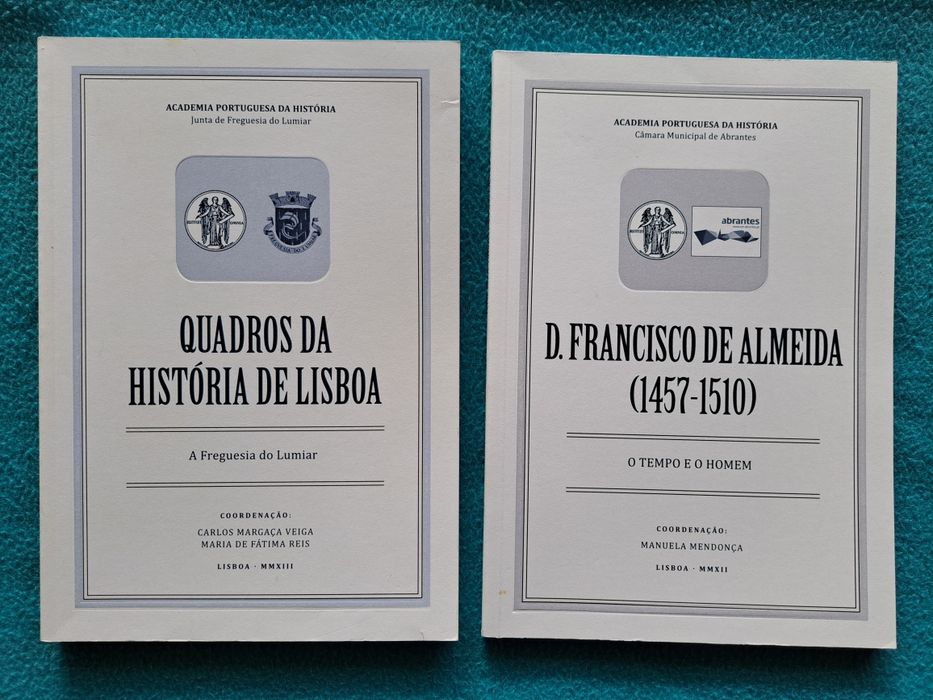 ACADEMIA PORTUGUESA DA HISTÓRIA
Junta de Freguesia do Lumiar
QUADROS DA
HISTÓRIA DE LISBOA
A Freguesia do Lumiar
COORDENAÇÃO:
CARLOS MARGAÇA VEIGA
MARIA DE FÁTIMA REIS
LISBOA · MMXIII
ACADEMIA PORTUGUESA DA HISTÓRIA
Câmara Municipal de Abrantes
abrantes
D. FRANCISCO DE ALMEIDA
(1457-1510)
O TEMPO E O HOMEM
COORDENAÇÃO:
MANUELA MENDONÇA
LISBOA · MMXII